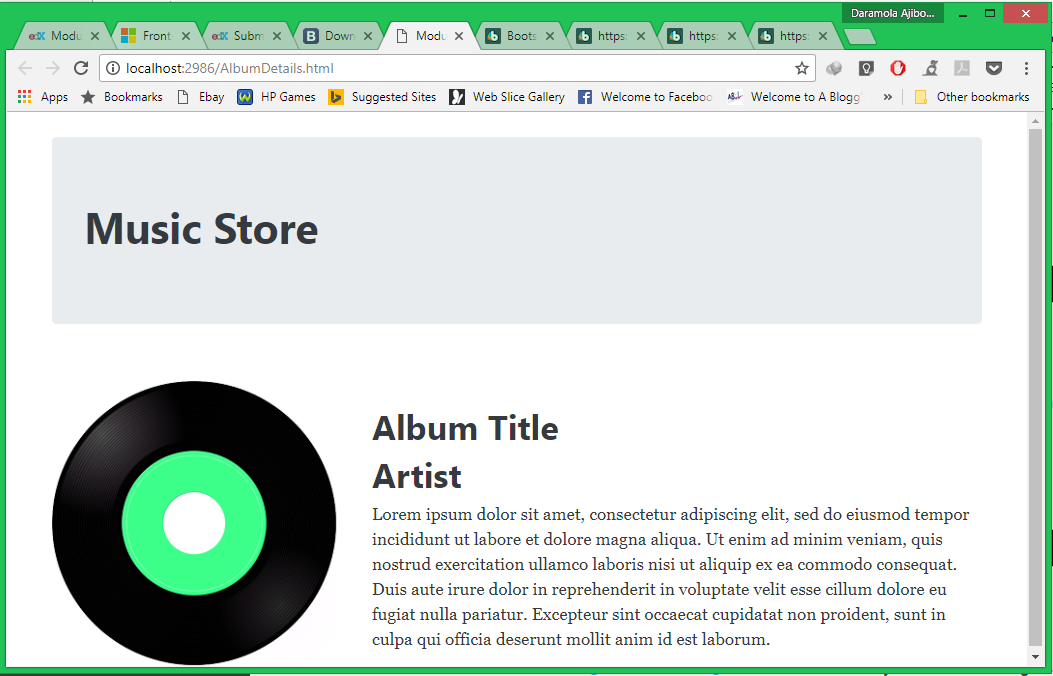 Daramola Ajibo...
edX Modu
Front
edX Subm
B Down
Modu
Boots
https:
https:
https:
localhost:2986/AlbumDetails.html
Apps Bookmarks Ebay HP Games Suggested Sites Web Slice Gallery Welcome to Faceboo Welcome to A Blogg » Other bookmarks
Music Store
Album Title
Artist
Lorem ipsum dolor sit amet, consectetur adipiscing elit, sed do eiusmod tempor
incididunt ut labore et dolore magna aliqua. Ut enim ad minim veniam, quis
nostrud exercitation ullamco laboris nisi ut aliquip ex ea commodo consequat.
Duis aute irure dolor in reprehenderit in voluptate velit esse cillum dolore eu
fugiat nulla pariatur. Excepteur sint occaecat cupidatat non proident, sunt in
culpa qui officia deserunt mollit anim id est laborum.